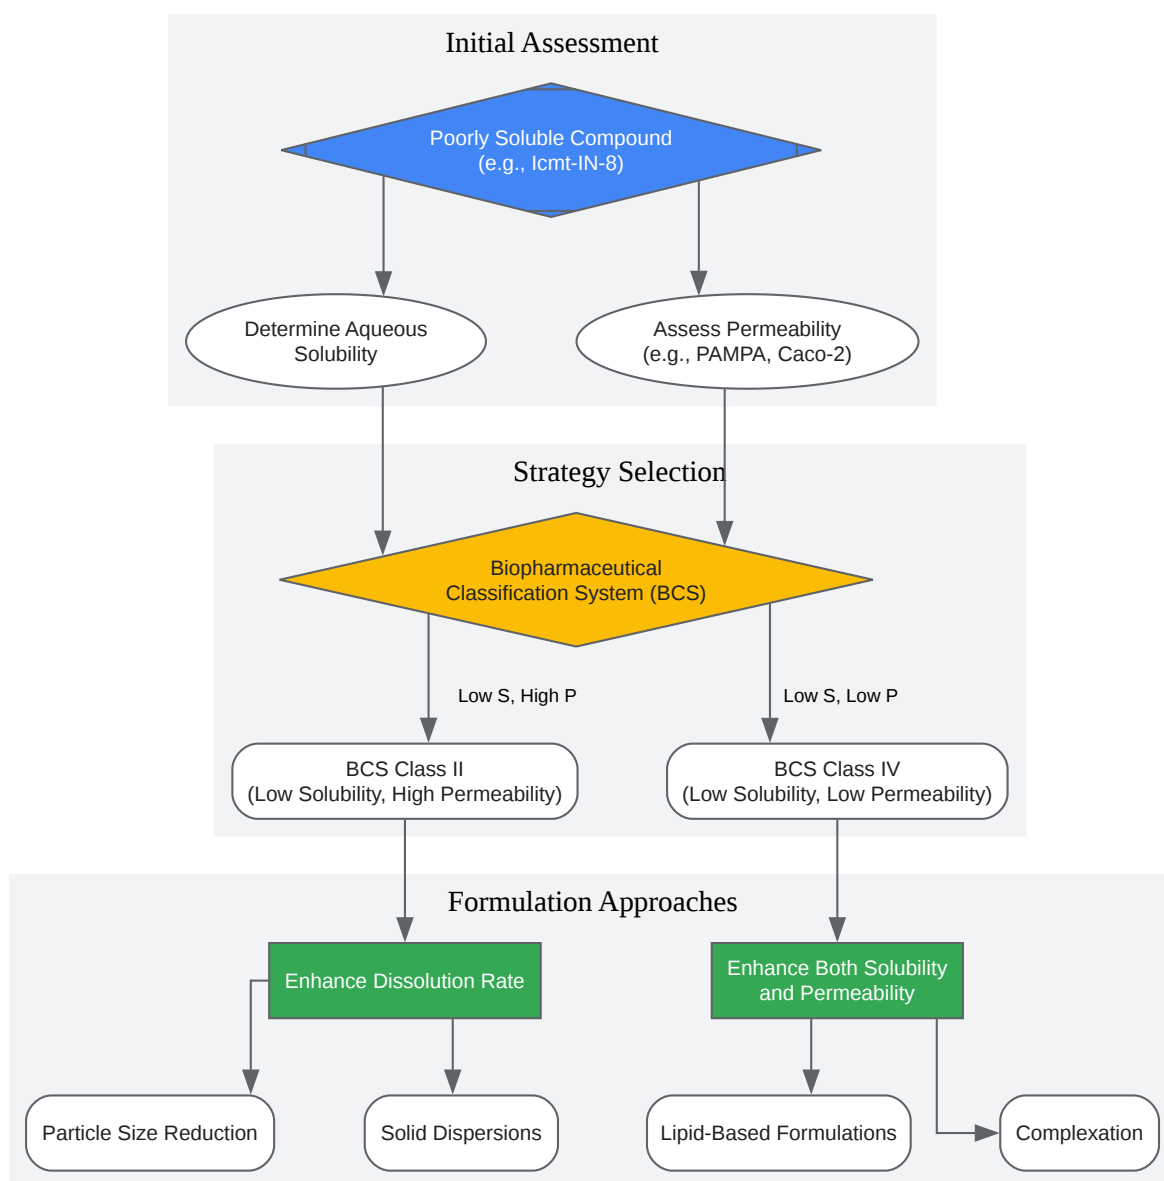 Initial Assessment
Poorly Soluble Compound
(e.g., Icmt-IN-8)
Determine Aqueous
Solubility
Assess Permeability
(e.g., PAMPA, Caco-2)
Strategy Selection
Biopharmaceutical
Classification System (BCS)
Low S, High P
Low S, Low P
BCS Class II
(Low Solubility, High Permeability)
BCS Class IV
(Low Solubility, Low Permeability)
Formulation Approaches
Enhance Dissolution Rate
Enhance Both Solubility
and Permeability
Particle Size Reduction
Solid Dispersions
Lipid-Based Formulations
Complexation